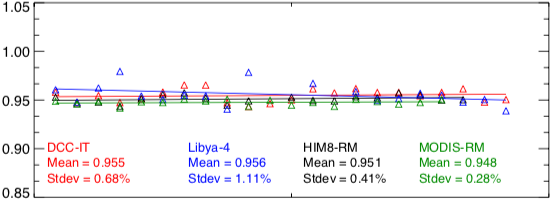 1.05
1.00
0.95
0.90
0.85
DCC-IT Libya-4 HIM8-RM MODIS-RM
Mean = 0.955 Mean = 0.956 Mean = 0.951 Mean = 0.948
Stdev = 0.68% Stdev = 1.11% Stdev = 0.41% Stdev = 0.28%